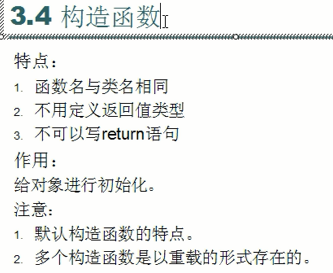 3.4 构造函数
特点：
1. 函数名与类名相同
2. 不用定义返回值类型
3. 不可以写return语句
作用：
给对象进行初始化。
注意：
1. 默认构造函数的特点。
2. 多个构造函数是以重载的形式存在的。